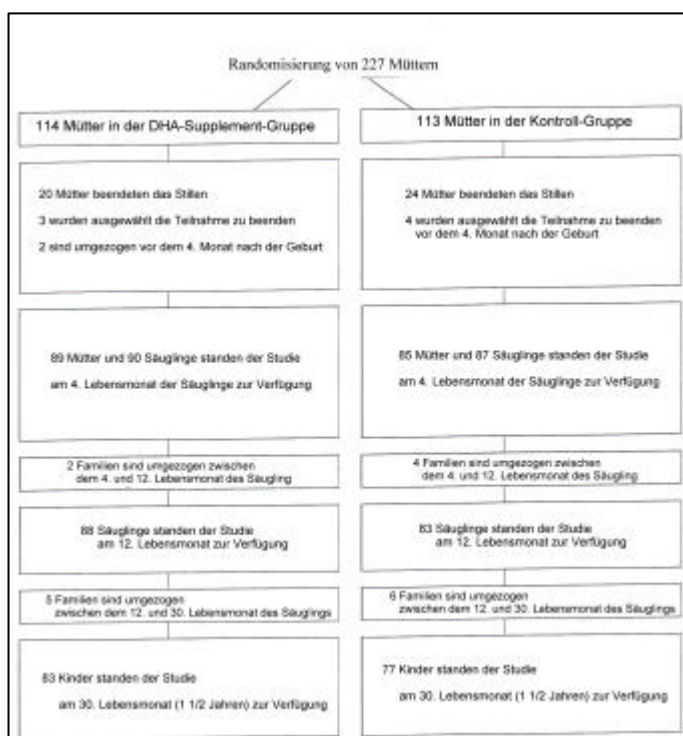 Randomisierung von 227 Müttern
114 Mütter in der DHA-Supplement-Gruppe
113 Mütter in der Kontroll-Gruppe
20 Mütter beendeten das Stillen
3 wurden ausgewählt die Teilnahme zu beenden
2 sind umgezogen vor dem 4. Monat nach der Geburt
24 Mütter beendeten das Stillen
4 wurden ausgewählt die Teilnahme zu beenden
vor dem 4. Monat nach der Geburt
89 Mütter und 90 Säuglinge standen der Studie
am 4. Lebensmonat der Säuglinge zur Verfügung
85 Mütter und 87 Säuglinge standen der Studie
am 4. Lebensmonat der Säuglinge zur Verfügung
2 Familien sind umgezogen zwischen
dem 4. und 12. Lebensmonat des Säugling
4 Familien sind umgezogen zwischen
dem 4. und 12. Lebensmonat des Säugling
88 Säuglinge standen der Studie
am 12. Lebensmonat zur Verfügung
83 Säuglinge standen der Studie
am 12. Lebensmonat zur Verfügung
5 Familien sind umgezogen
zwischen dem 12. und 30. Lebensmonat des Säuglings
6 Familien sind umgezogen
zwischen dem 12. und 30. Lebensmonat des Säuglings
83 Kinder standen der Studie
am 30. Lebensmonat (1 1/2 Jahren) zur Verfügung
77 Kinder standen der Studie
am 30. Lebensmonat (1 1/2 Jahren) zur Verfügung